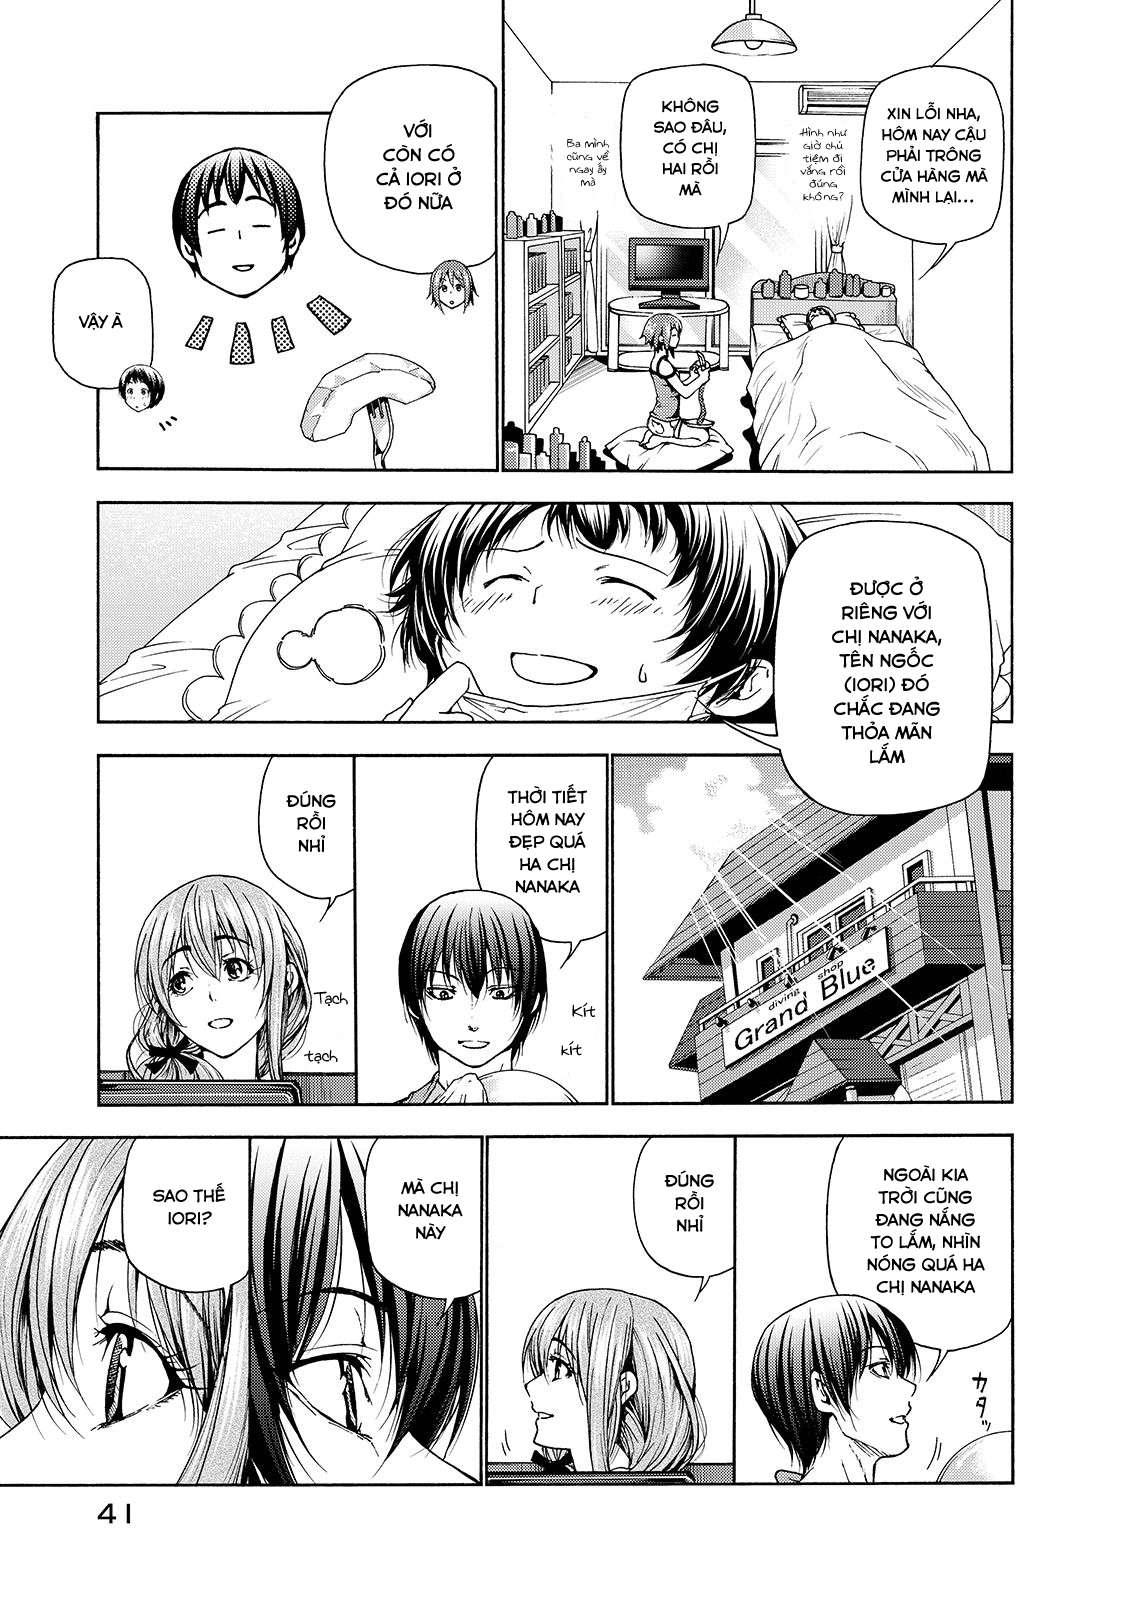 XIN LỖI NHA,
HÔM NAY CẬU
PHẢI TRÔNG
CỬA HÀNG MÀ
MÌNH LẠI...
Hình như
giờ chú
tiệm đi
vắng rồi
đúng
không?
KHÔNG
SAO ĐÂU,
CÓ CHỊ
HAI RỒI
MÀ
Ba mình
cũng về
ngay ấy
mà
VỚI
CÒN CÓ
CẢ IORI Ở
ĐÓ NỮA
VẬY À
ĐƯỢC Ở
RIÊNG VỚI
CHỊ NANAKA,
TÊN NGỐC
(IORI) ĐÓ
CHẮC ĐANG
THỎA MÃN
LẮM
diving shop
Grand Blue
THỜI TIẾT
HÔM NAY
ĐẸP QUÁ
HA CHỊ
NANAKA
Kít
kít
ĐÚNG
RỒI
NHỈ
Tạch
tạch
NGOÀI KIA
TRỜI CŨNG
ĐANG NẮNG
TO LẮM, NHÌN
NÓNG QUÁ HA
CHỊ NANAKA
カタッ
ĐÚNG
RỒI
NHỈ
MÀ CHỊ
NANAKA
NÀY
SAO THẾ
IORI?
41